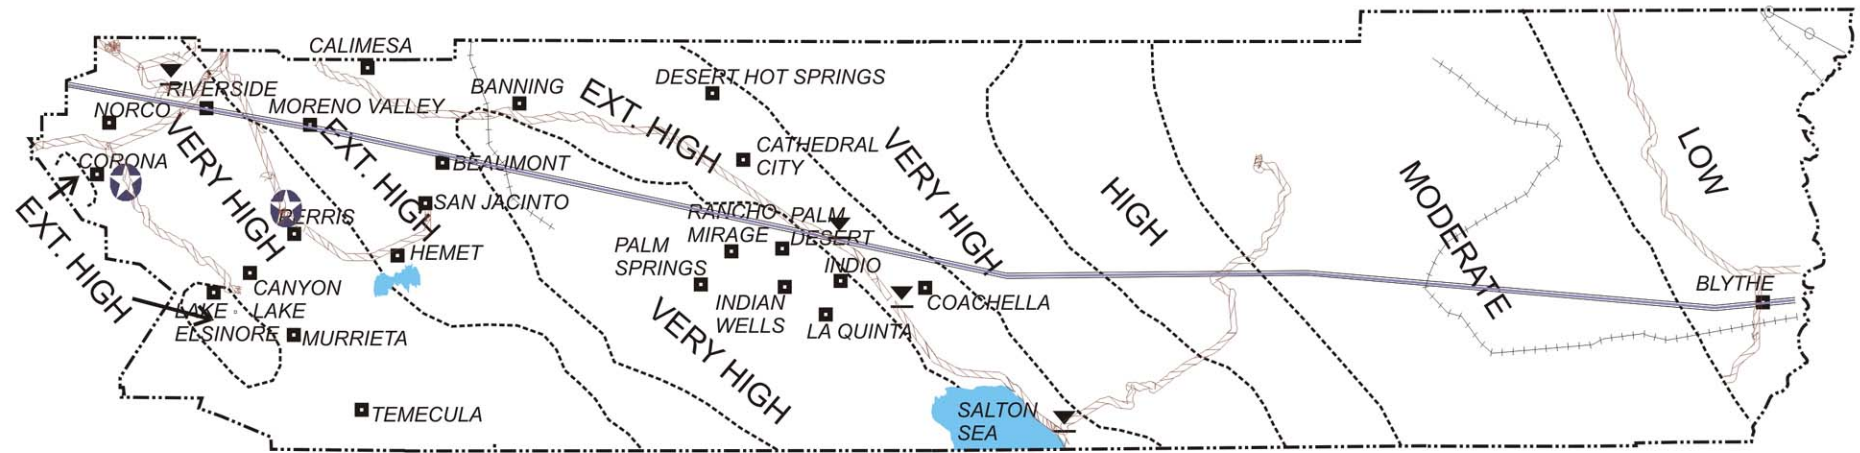 CALIMESA
RIVERSIDE
NORCO
MORENO VALLEY
BANNING
DESERT HOT SPRINGS
CORONA
VERY HIGH
EXT. HIGH
BEAUMONT
EXT. HIGH
CATHEDRAL
CITY
VERY HIGH
HIGH
MODERATE
LOW
SAN JACINTO
EXT. HIGH
PERRIS
HEMET
RANCHO
MIRAGE
PALM
DESERT
PALM
SPRINGS
INDIO
CANYON
LAKE
LAKE
ELSINORE
MURRIETA
INDIAN
WELLS
LA QUINTA
COACHELLA
BLYTHE
VERY HIGH
TEMECULA
SALTON
SEA